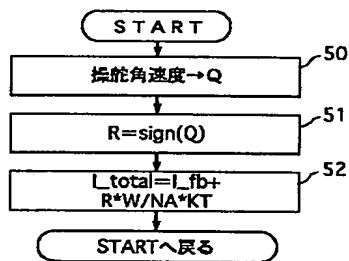 START
操舵角速度→Q
50
R=sign(Q)
51
I_total=I_fb+
R*W/NA*KT
52
STARTへ戻る